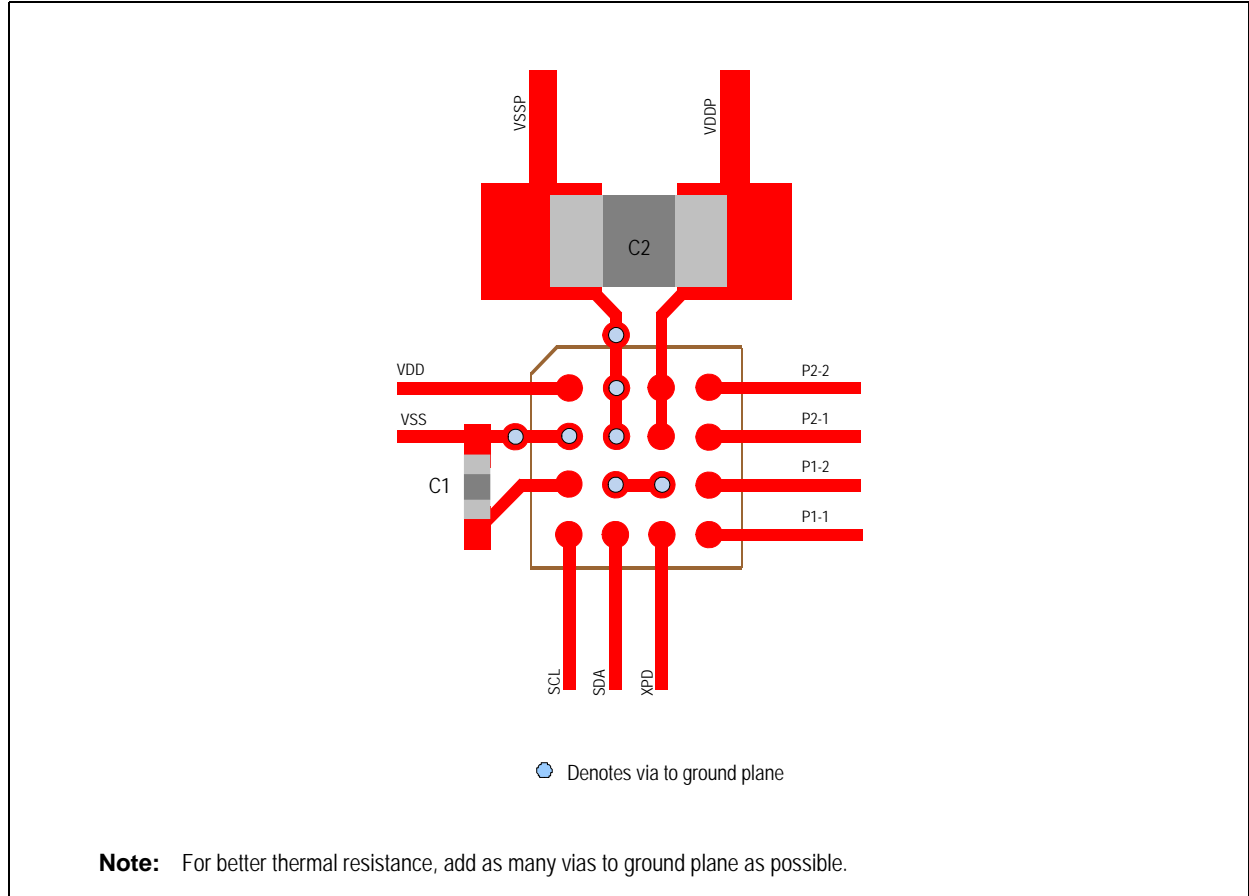 VSSP
VDDP
C2
VDD
P2-2
VSS
P2-1
C1
P1-2
P1-1
SCL
SDA
XPD
Denotes via to ground plane
Note: For better thermal resistance, add as many vias to ground plane as possible.